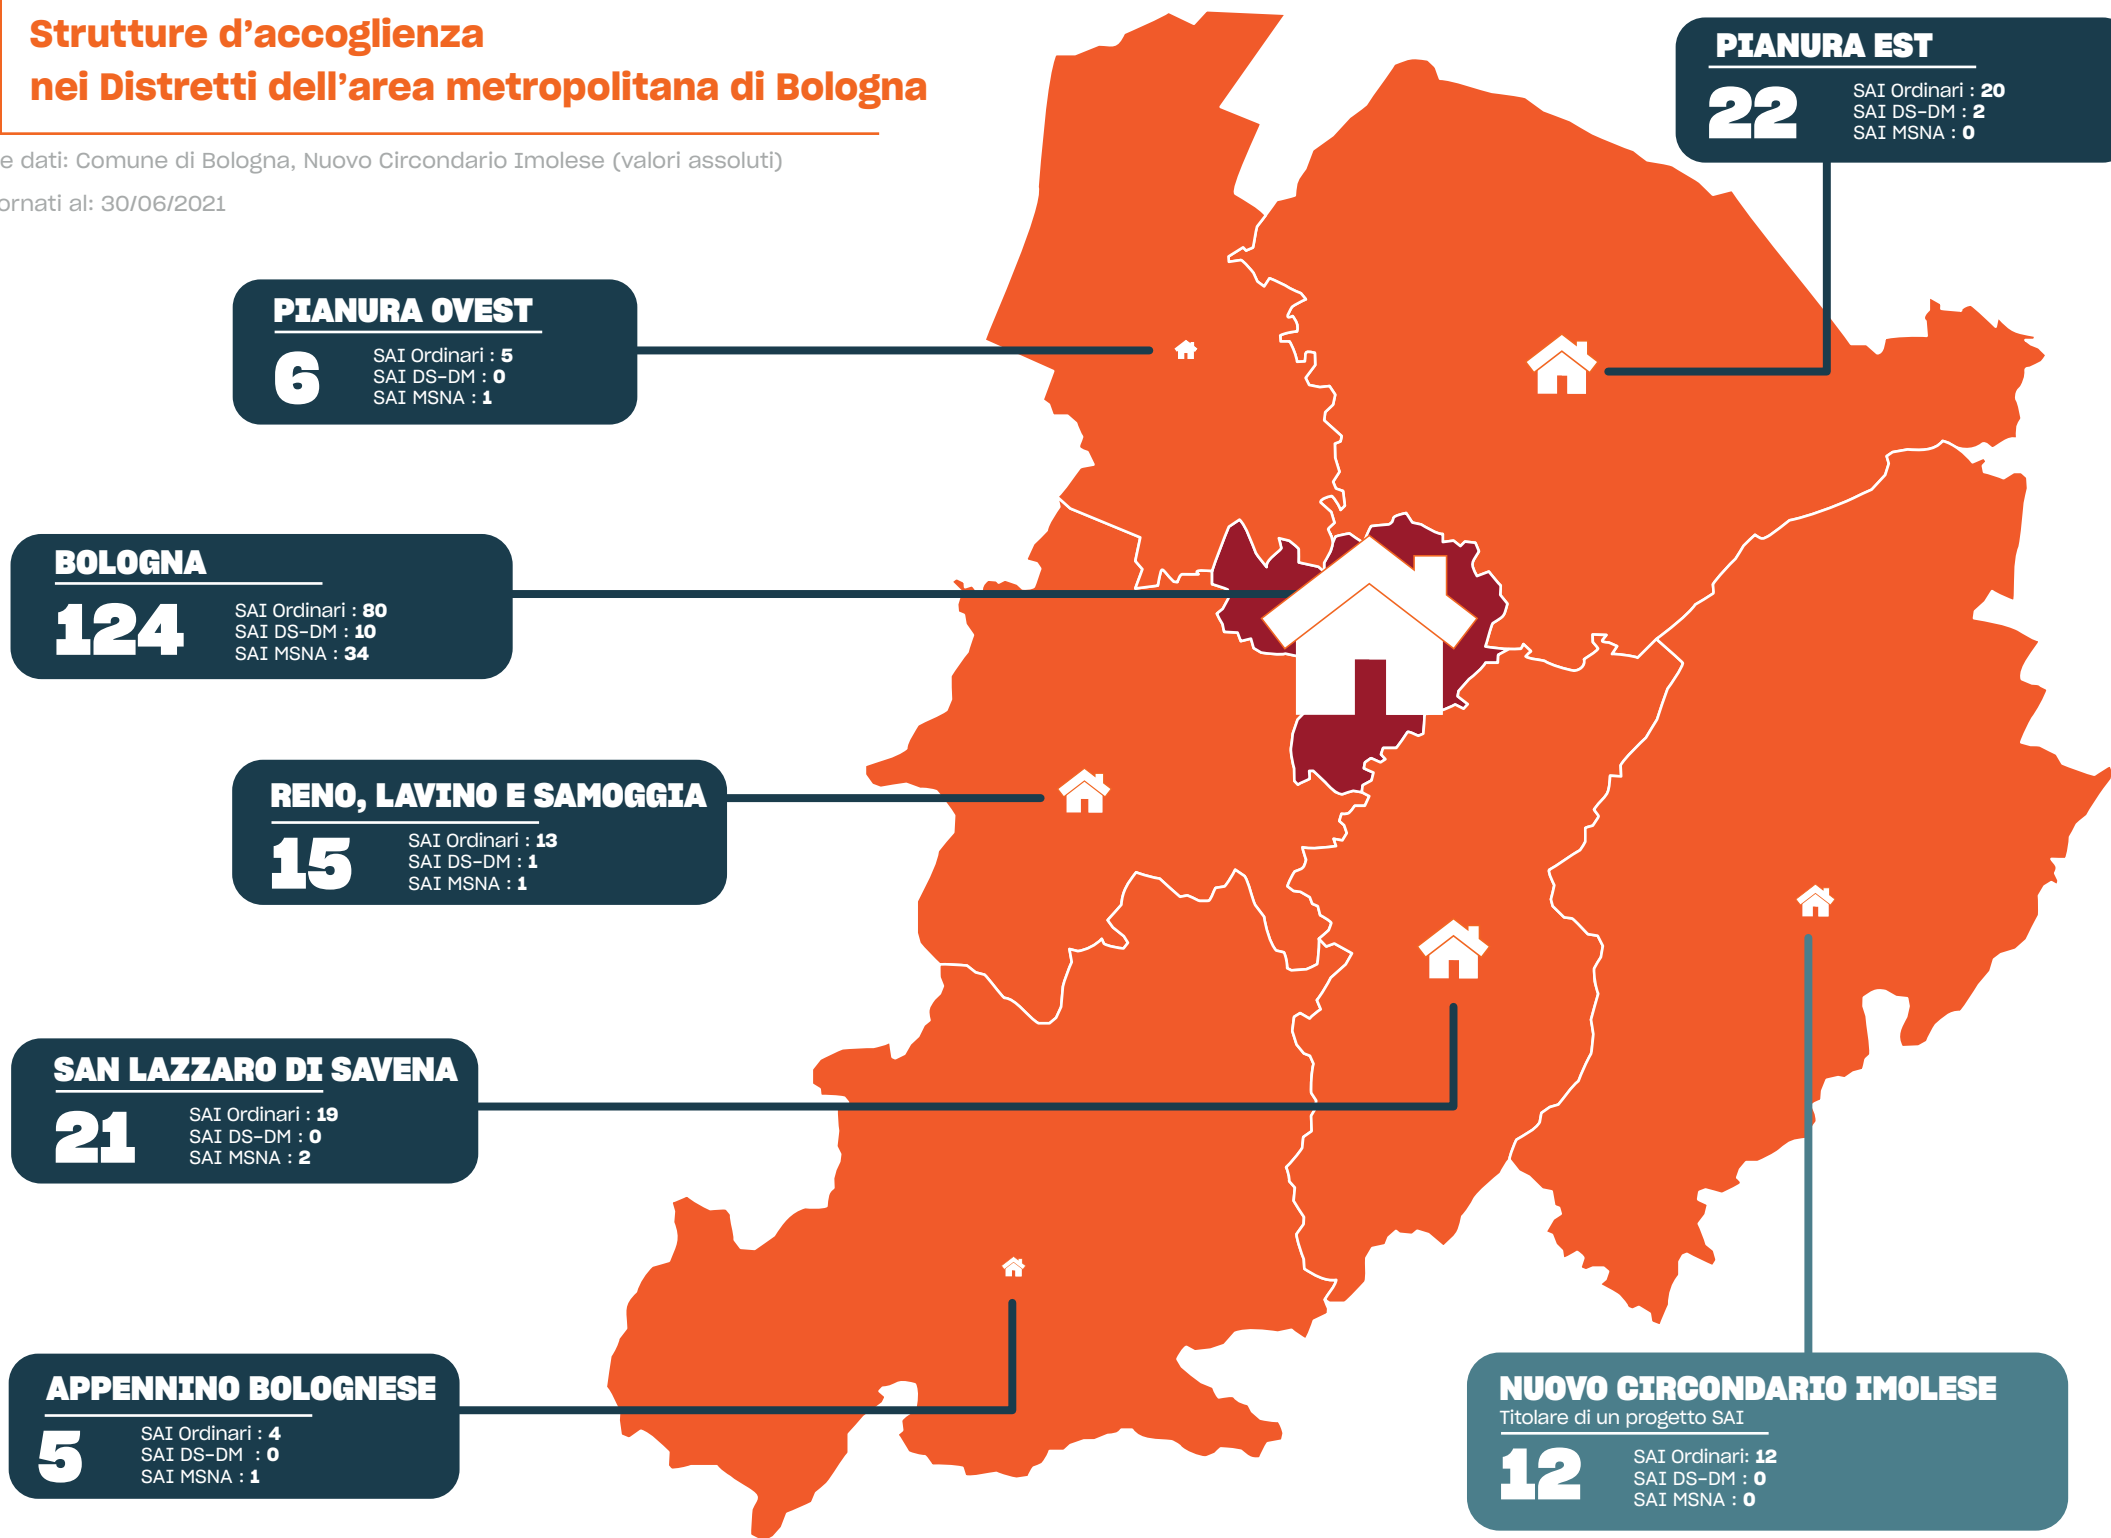 Strutture d'accoglienza
nei Distretti dell'area metropolitana di Bologna
e dati: Comune di Bologna, Nuovo Circondario Imolese (valori assoluti)
ornati al: 30/06/2021
PIANURA EST
22
SAI Ordinari : 20
SAI DS-DM : 2
SAI MSNA : 0
PIANURA OVEST
6
SAI Ordinari : 5
SAI DS-DM : 0
SAI MSNA : 1
BOLOGNA
124
SAI Ordinari : 80
SAI DS-DM : 10
SAI MSNA : 34
RENO, LAVINO E SAMOGGIA
15
SAI Ordinari : 13
SAI DS-DM : 1
SAI MSNA : 1
SAN LAZZARO DI SAVENA
21
SAI Ordinari : 19
SAI DS-DM : 0
SAI MSNA : 2
APPENNINO BOLOGNESE
5
SAI Ordinari : 4
SAI DS-DM : 0
SAI MSNA : 1
NUOVO CIRCONDARIO IMOLESE
Titolare di un progetto SAI
12
SAI Ordinari: 12
SAI DS-DM : 0
SAI MSNA : 0